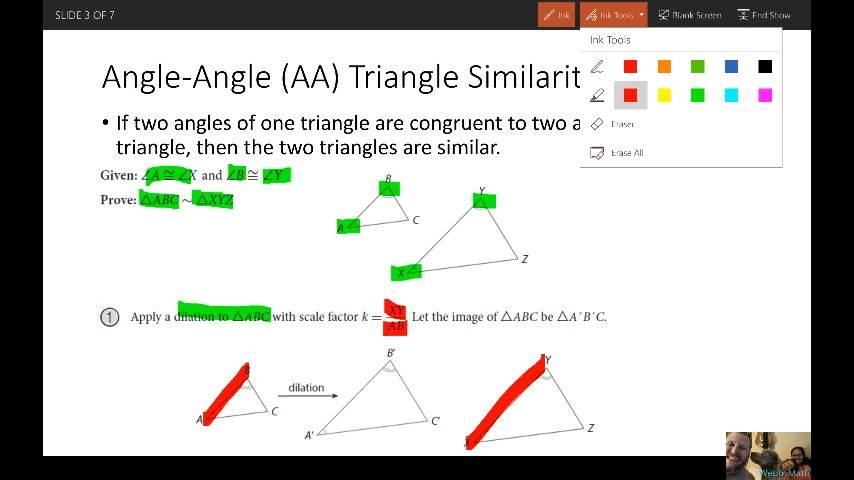 SLIDE 3 OF 7
Ink
Ink Tools
Blank Screen
End Show
Ink Tools
Eraser
Erase All
Angle-Angle (AA) Triangle Similarit
• If two angles of one triangle are congruent to two a
triangle, then the two triangles are similar.
Given: ∠A ≅ ∠X and ∠B ≅ ∠Y
Prove: △ABC ~ △XYZ
B
A
C
Y
X
Z
1 Apply a dilation to △ABC with scale factor k = XY/AB. Let the image of △ABC be △A′B′C.
B
A
C
dilation
B'
A'
C'
Y
X
Z
Webbx Math